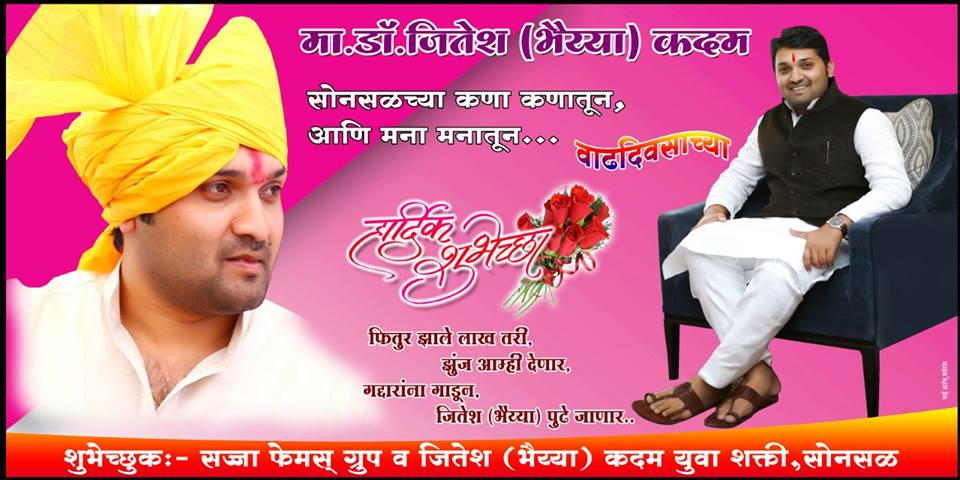 मा.डॉ.जितेश (भैय्या) कदम
सोनसळच्या कणा कणातून,
आणि मना मनातून...
वाढदिवसाच्या
हार्दिक
शुभेच्छा
फितुर झाले लाख तरी,
झुंज आम्ही देणार,
गद्दारांना गाडून,
जितेश (भैय्या) पुढे जाणार..
शुभेच्छुकः- सज्जा फेमस् ग्रुप व जितेश (भैय्या) कदम युवा शक्ती,सोनसळ